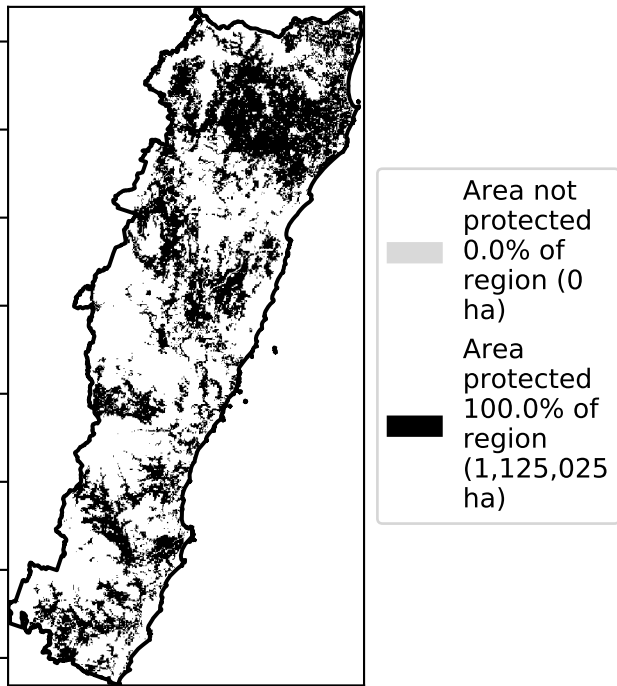 Area not
protected
0.0% of
region (0
ha)
Area
protected
100.0% of
region
(1,125,025
ha)